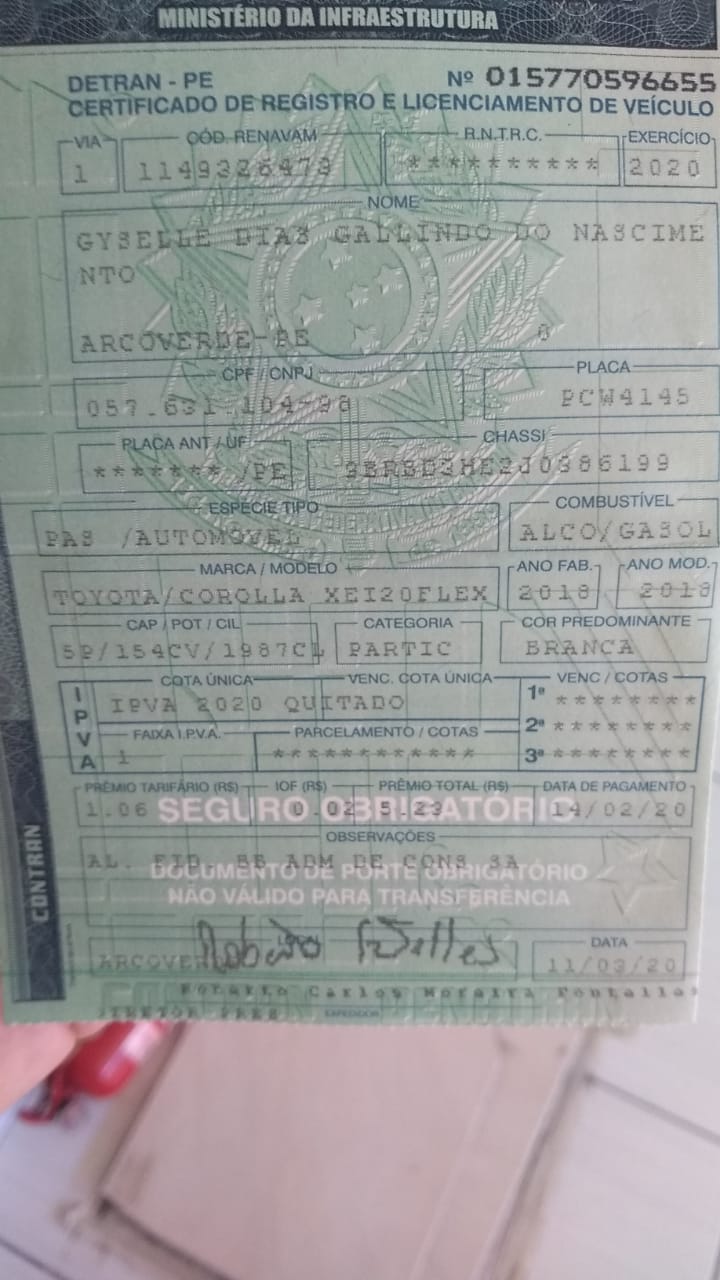 MINISTÉRIO DA INFRAESTRUTURA
DETRAN - PE Nº 015770596655
CERTIFICADO DE REGISTRO E LICENCIAMENTO DE VEÍCULO
VIA CÓD. RENAVAM R.N.T.R.C. EXERCÍCIO
1 1149326473 ********** 2020
NOME
GYSELLE DIAS GALLINDO DO NASCIME
NTO
ARCOVERDE-PE 0
CPF / CNPJ PLACA
057.631.104-98 PCW4145
PLACA ANT / UF CHASSI
******* /PE 9BRBD3HE2J0386199
ESPÉCIE TIPO COMBUSTÍVEL
PAS /AUTOMOVEL ALCO/GASOL
MARCA / MODELO ANO FAB. ANO MOD.
TOYOTA/COROLLA XEI20FLEX 2018 2018
CAP / POT / CIL CATEGORIA COR PREDOMINANTE
5P/154CV/1987CL PARTIC BRANCA
IPVA
COTA ÚNICA VENC. COTA ÚNICA VENC / COTAS
IPVA 2020 QUITADO 1ª ********
FAIXA I.P.V.A. PARCELAMENTO / COTAS 2ª ********
1 ************ 3ª ********
PRÊMIO TARIFÁRIO (R$) IOF (R$) PRÊMIO TOTAL (R$) DATA DE PAGAMENTO
1.06 0.02 5.23 14/02/20
SEGURO OBRIGATÓRIO
OBSERVAÇÕES
AL. FID. BB ADM DE CONS SA
DOCUMENTO DE PORTE OBRIGATÓRIO
NÃO VÁLIDO PARA TRANSFERÊNCIA
CONTRAN
DATA
11/03/20
Roberto Carlos Moreira Fontelles
DIRETOR PRES
EXPEDIDOR